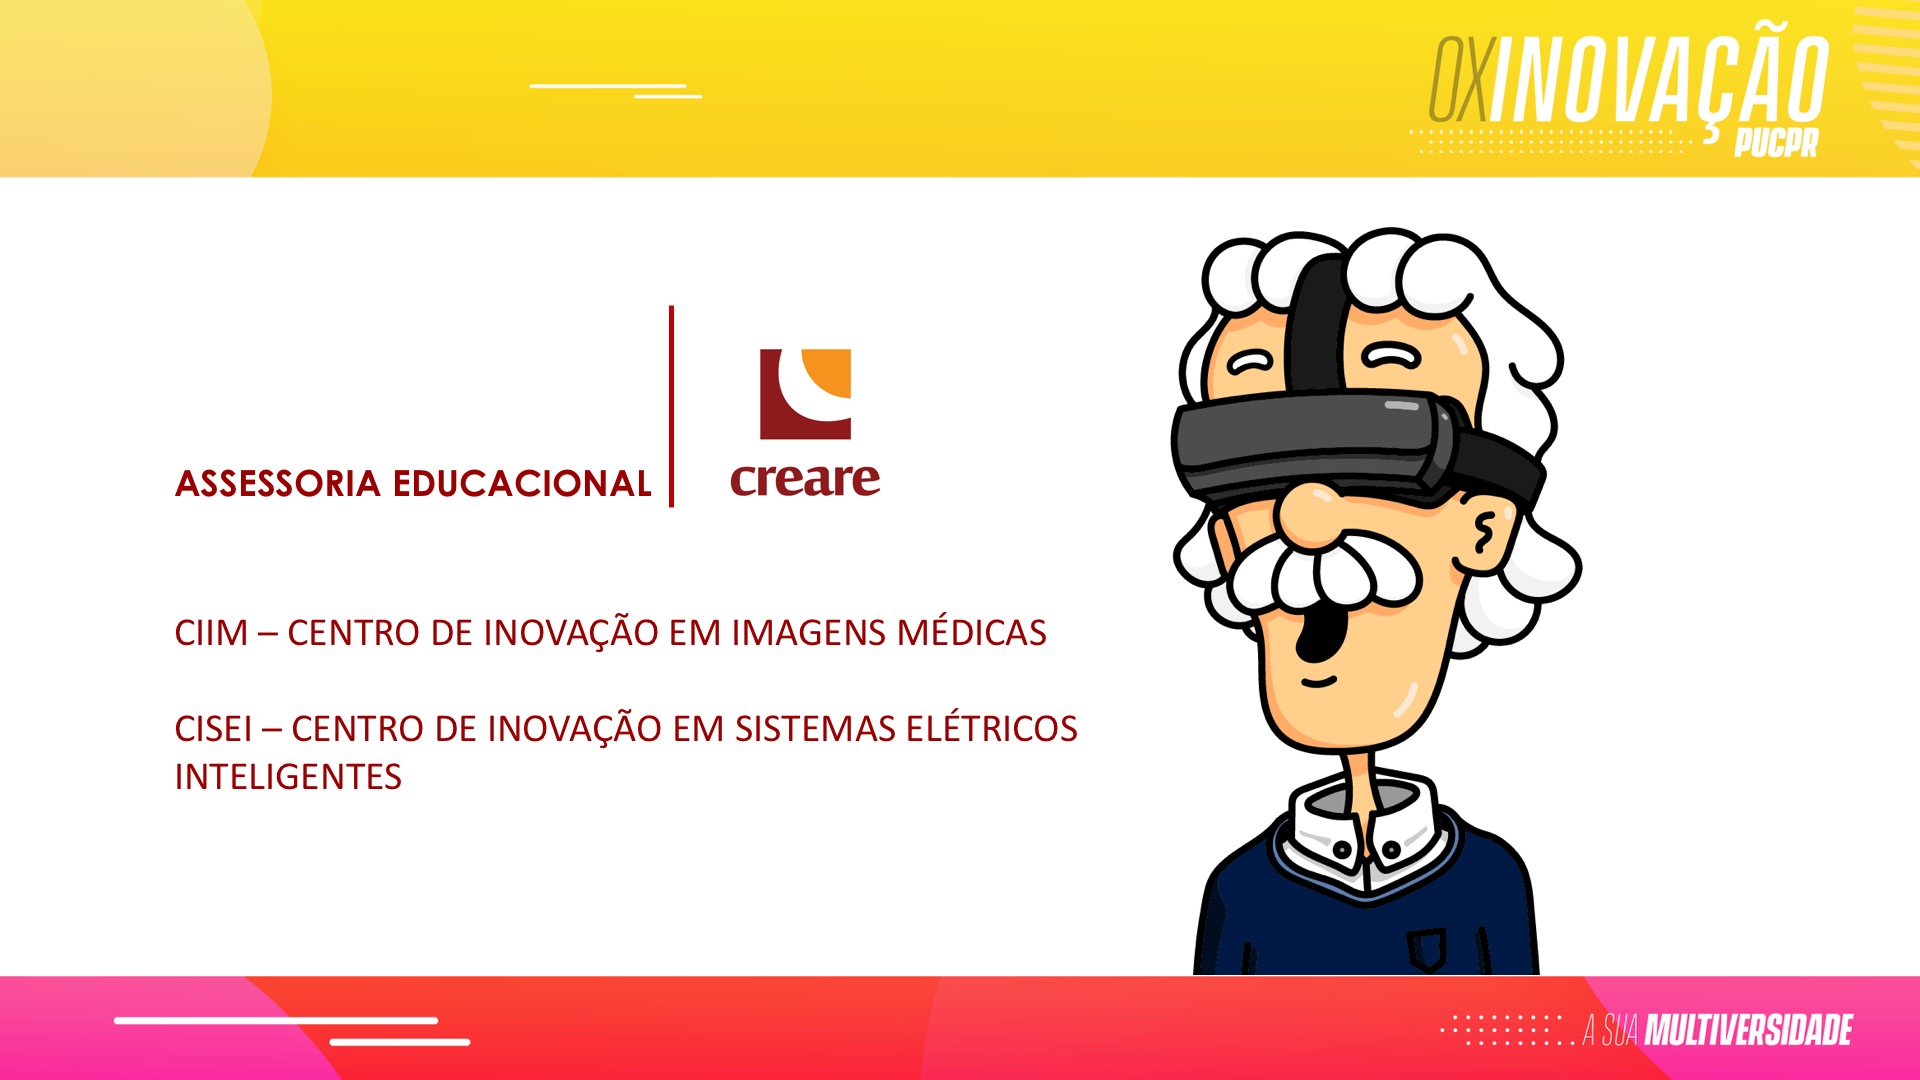 OXINOVAÇÃO
PUCPR
ASSESSORIA EDUCACIONAL
creare
CIIM – CENTRO DE INOVAÇÃO EM IMAGENS MÉDICAS
CISEI – CENTRO DE INOVAÇÃO EM SISTEMAS ELÉTRICOS
INTELIGENTES
A SUA MULTIVERSIDADE